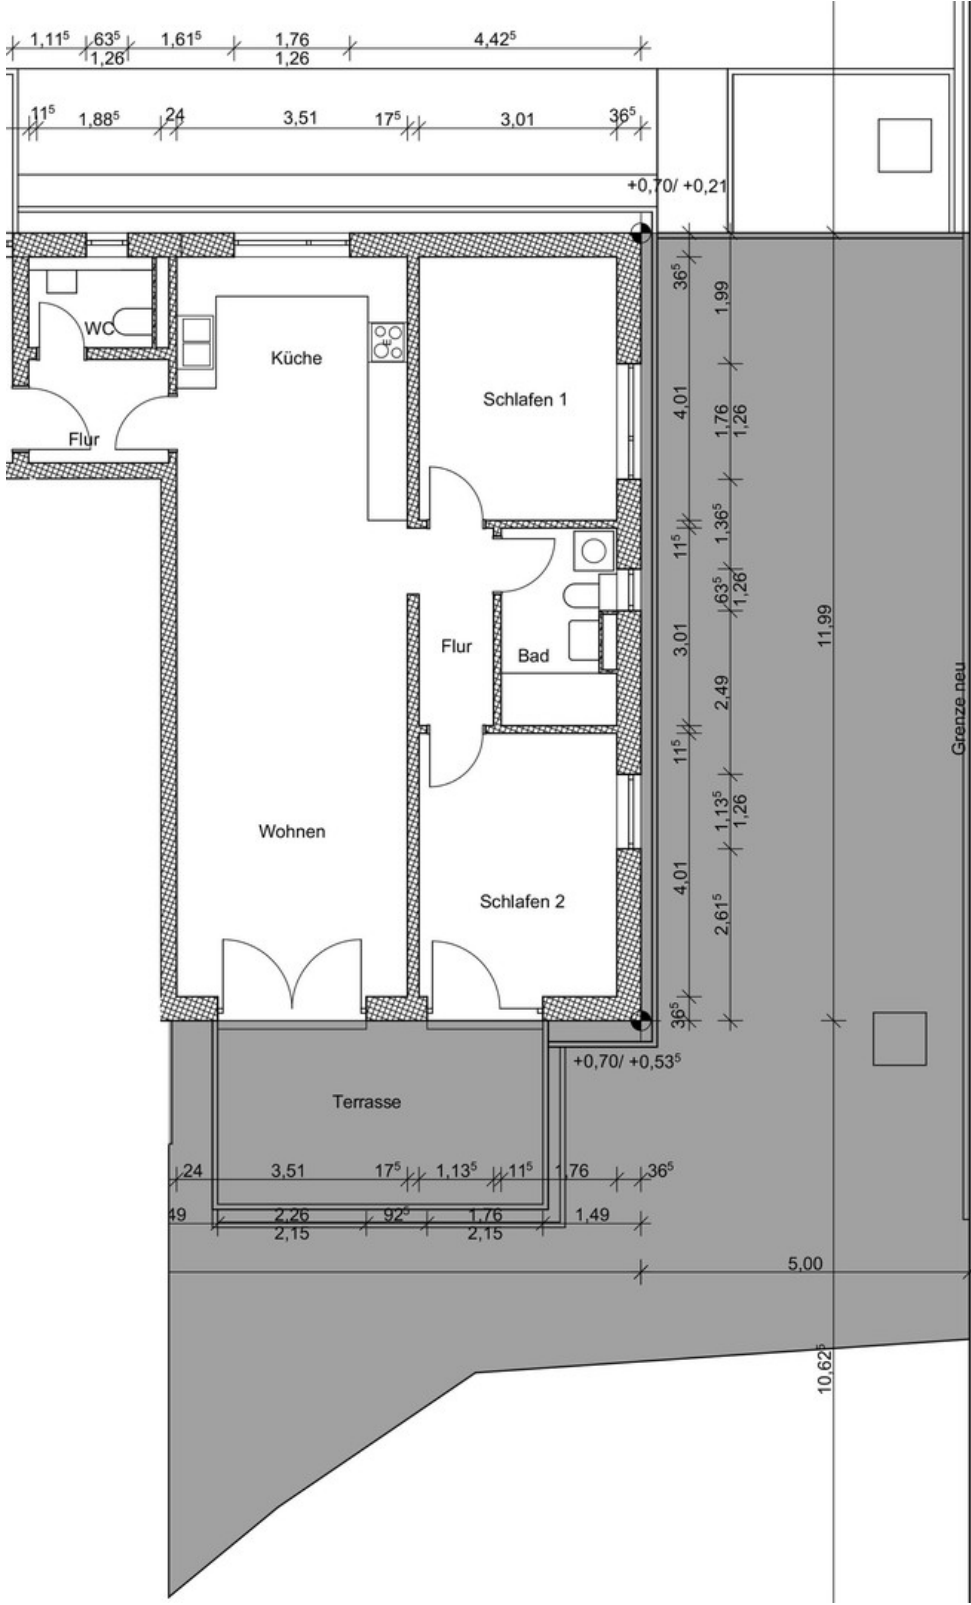 1,11⁵ 63⁵ 1,61⁵ 1,76 4,42⁵
1,26 1,26
11⁵ 1,88⁵ 24 3,51 17⁵ 3,01 36⁵
+0,70/ +0,21
36⁵
1,99
WC
Küche
Schlafen 1
4,01
1,76
1,26
Flur
1,36⁵
11⁵
63⁵
1,26
11,99
Flur
Bad
3,01
2,49
Grenze neu
11⁵
1,13⁵
1,26
Wohnen
Schlafen 2
4,01
2,61⁵
36⁵
+0,70/ +0,53⁵
Terrasse
24 3,51 17⁵ 1,13⁵ 11⁵ 1,76 36⁵
49 2,26 92⁵ 1,76 1,49
2,15 2,15
5,00
10,62⁵